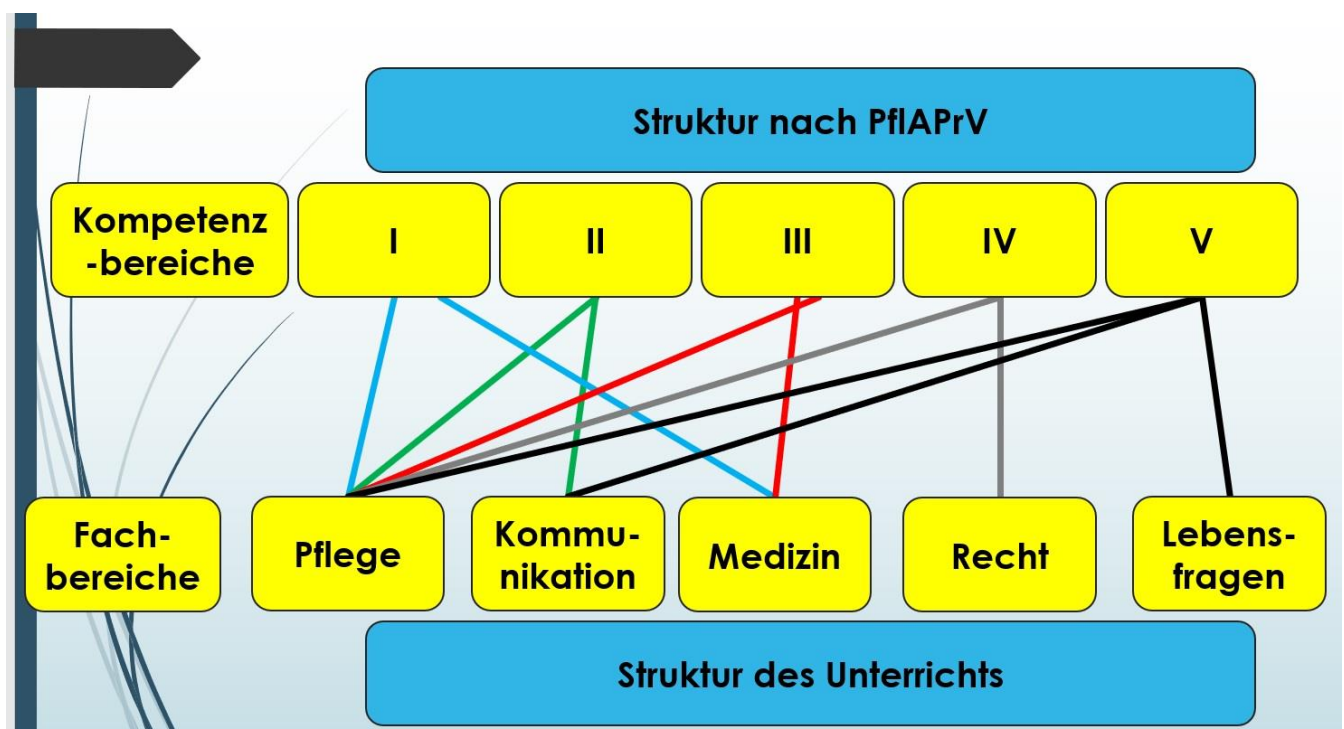 Struktur nach PflAPrV
Kompetenz
-bereiche
I
II
III
IV
V
Fach-
bereiche
Pflege
Kommu-
nikation
Medizin
Recht
Lebens-
fragen
Struktur des Unterrichts